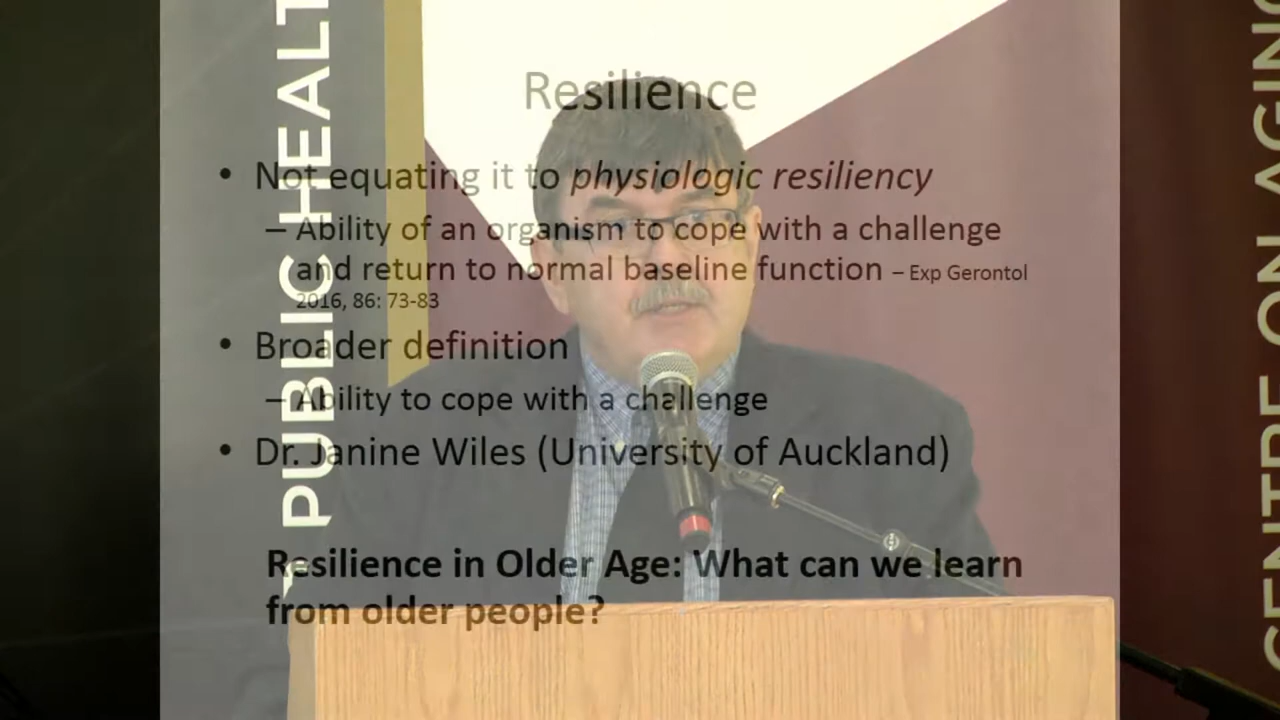 PUBLIC HEALT
Resilience
• Not equating it to physiologic resiliency
– Ability of an organism to cope with a challenge
and return to normal baseline function – Exp Gerontol
2016, 86: 73-83
• Broader definition
– Ability to cope with a challenge
• Dr. Janine Wiles (University of Auckland)
Resilience in Older Age: What can we learn
from older people?
CENTRE ON AGING